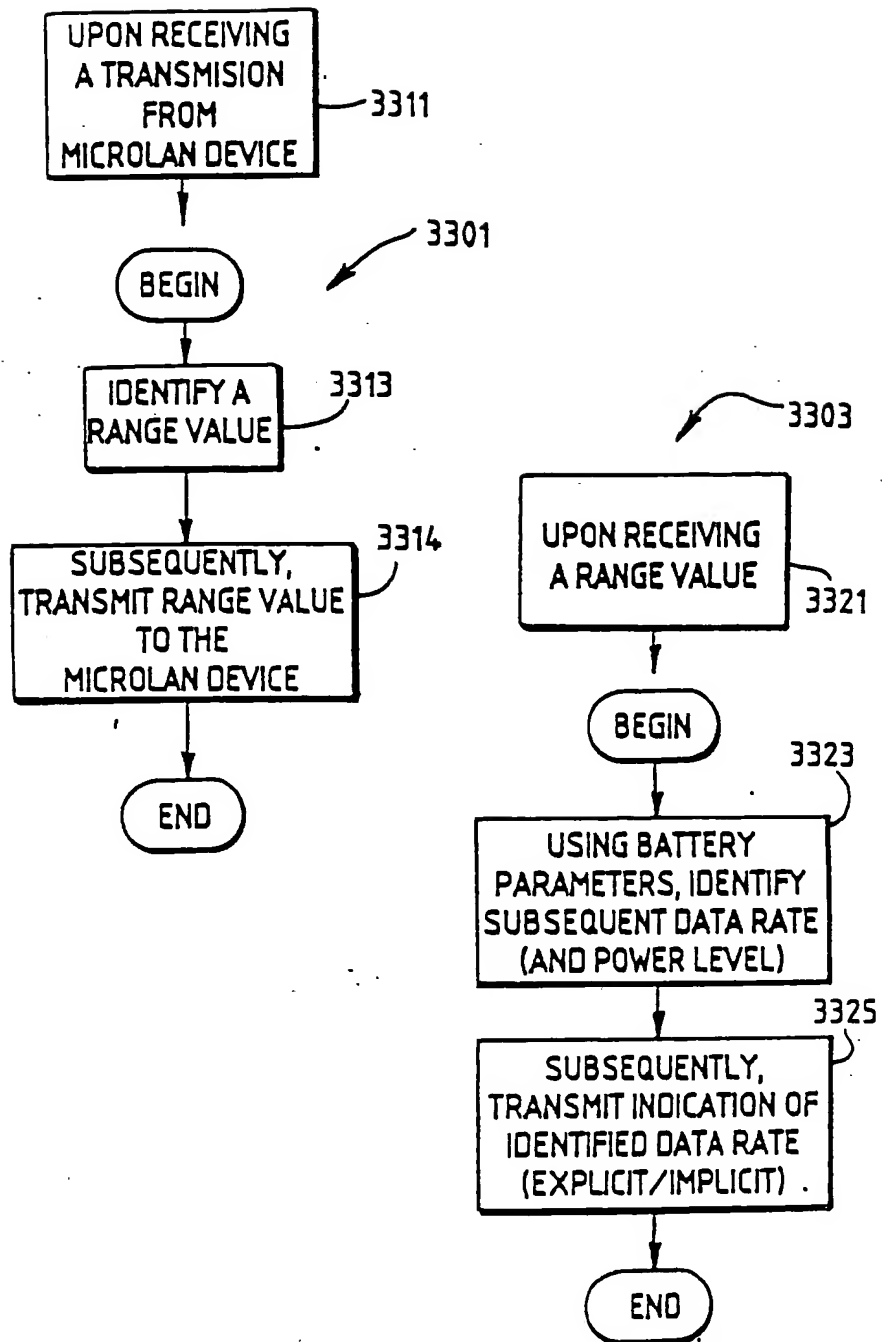 UPON RECEIVING
A TRANSMISION
FROM
MICROLAN DEVICE
3311
3301
BEGIN
IDENTIFY A
RANGE VALUE
3313
SUBSEQUENTLY,
TRANSMIT RANGE VALUE
TO THE
MICROLAN DEVICE
3314
END
3303
UPON RECEIVING
A RANGE VALUE
3321
BEGIN
3323
USING BATTERY
PARAMETERS, IDENTIFY
SUBSEQUENT DATA RATE
(AND POWER LEVEL)
3325
SUBSEQUENTLY,
TRANSMIT INDICATION OF
IDENTIFIED DATA RATE
(EXPLICIT/IMPLICIT)
END